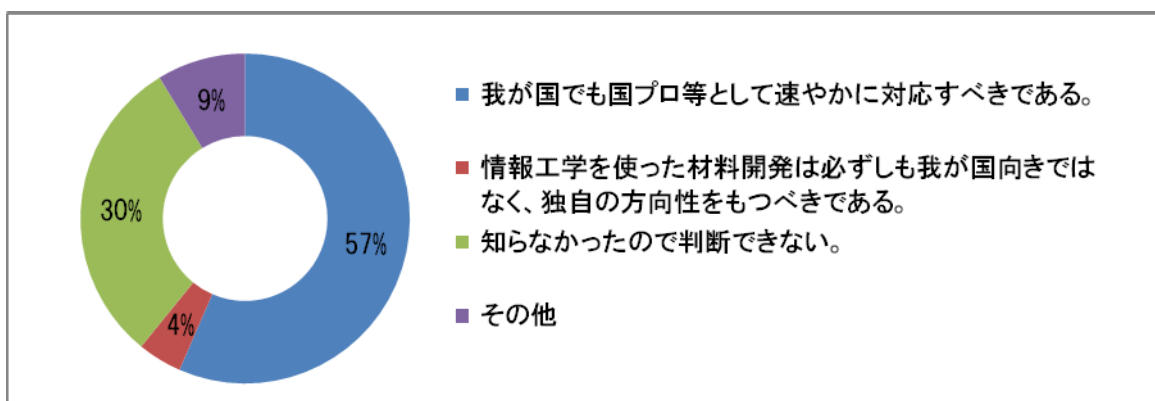 9%
30%
57%
4%
我が国でも国プロ等として速やかに対応すべきである。
情報工学を使った材料開発は必ずしも我が国向きでは
なく、独自の方向性をもつべきである。
知らなかったので判断できない。
その他